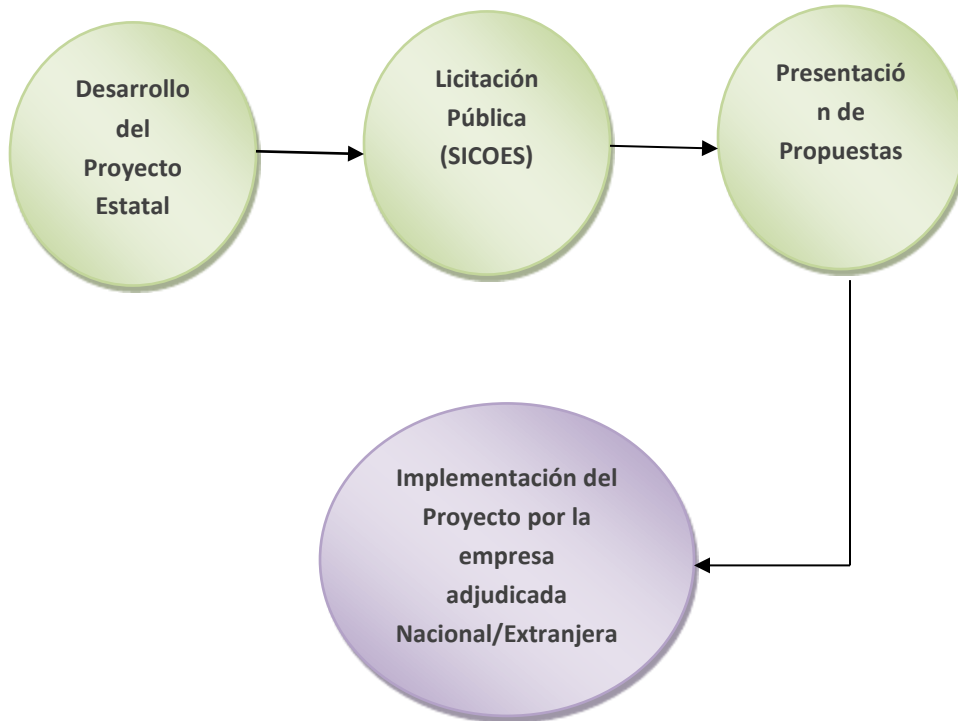 Desarrollo
del
Proyecto
Estatal
Licitación
Pública
(SICOES)
Presentació
n de
Propuestas
Implementación del
Proyecto por la
empresa
adjudicada
Nacional/Extranjera